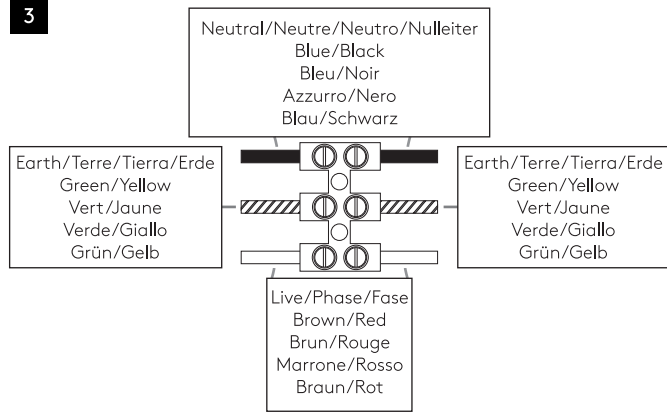 3
Neutral/Neutre/Neutro/Nulleiter
Blue/Black
Bleu/Noir
Azzurro/Nero
Blau/Schwarz
Earth/Terre/Tierra/Erde
Green/Yellow
Vert/Jaune
Verde/Giallo
Grün/Gelb
Earth/Terre/Tierra/Erde
Green/Yellow
Vert/Jaune
Verde/Giallo
Grün/Gelb
Live/Phase/Fase
Brown/Red
Brun/Rouge
Marrone/Rosso
Braun/Rot